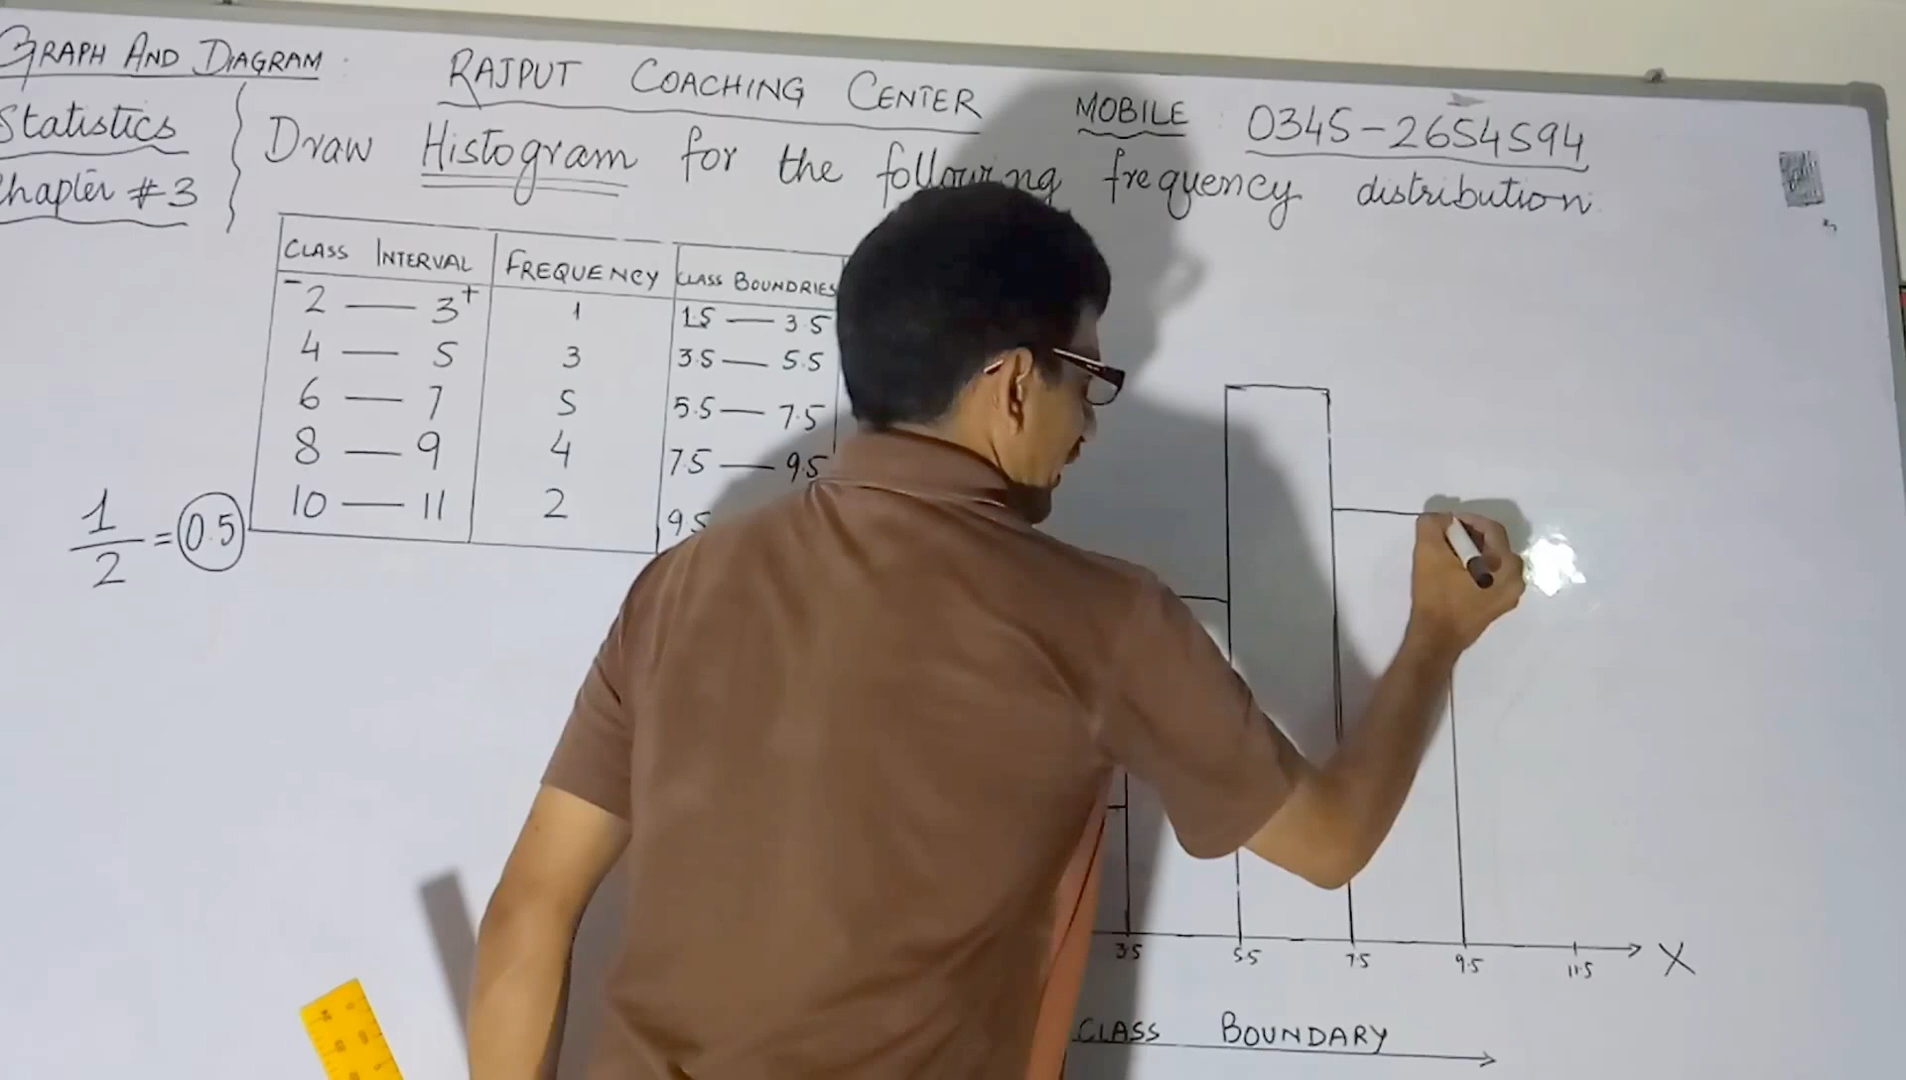 GRAPH AND DIAGRAM:
RAJPUT COACHING CENTER
MOBILE : 0345-2654594
Statistics
Chapter #3
Draw Histogram for the following frequency distribution
CLASS INTERVAL FREQUENCY CLASS BOUNDRIES
-2 — 3+ 1 1.5 — 3.5
4 — 5 3 3.5 — 5.5
6 — 7 5 5.5 — 7.5
8 — 9 4 7.5 — 9.5
10 — 11 2 9.5
1/2 = 0.5
3.5 5.5 7.5 9.5 11.5 X
CLASS BOUNDARY